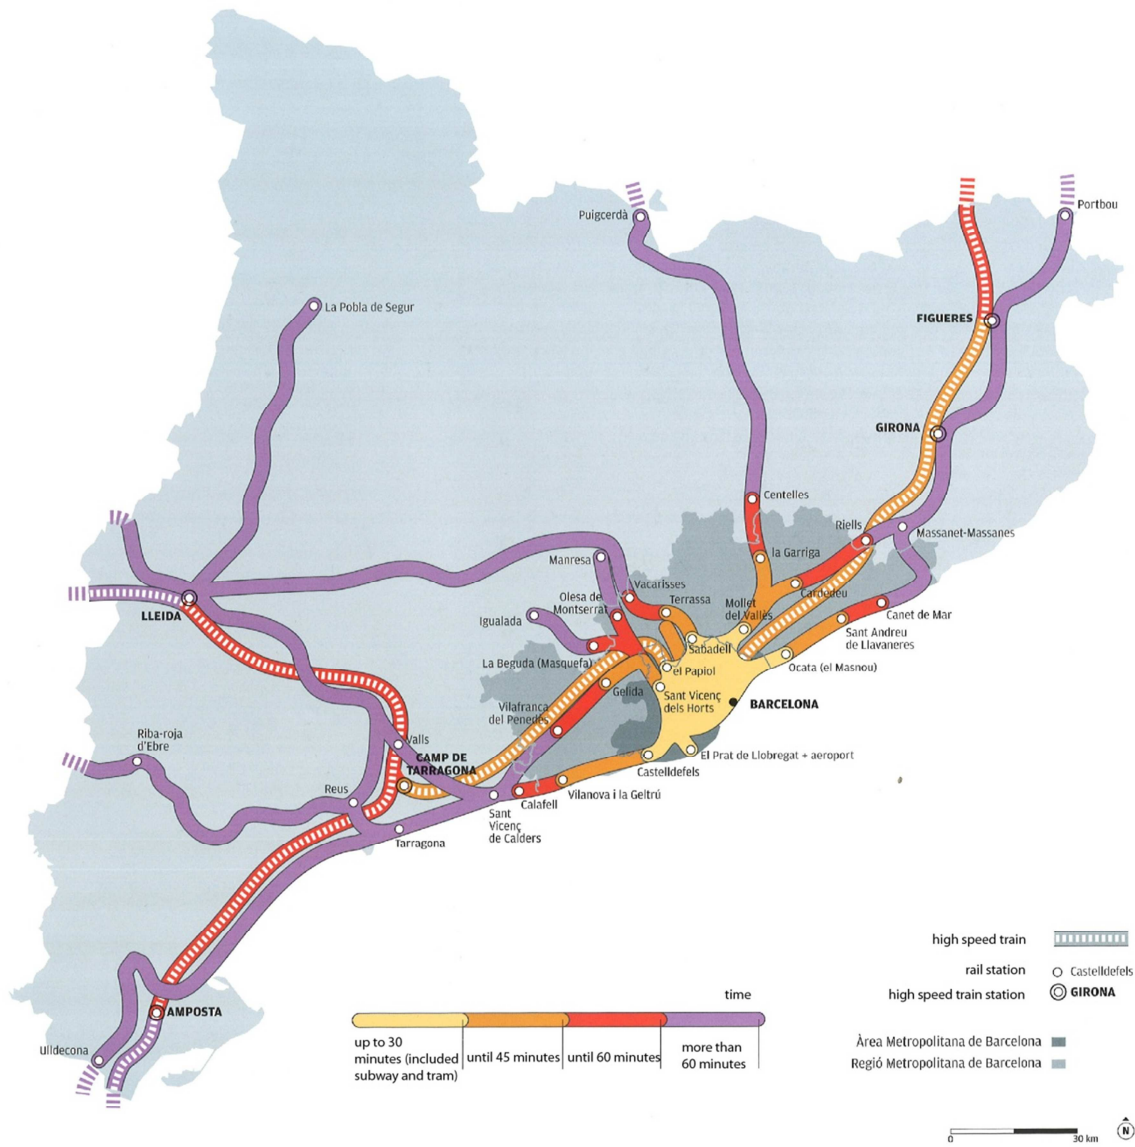 Puigcerdà
Portbou
La Pobla de Segur
FIGUERES
GIRONA
Centelles
Riells
Massanet-Massanes
la Garriga
Manresa
Vacarisses
Cardedeu
LLEIDA
Olesa de
Montserrat
Terrassa
Mollet
del Vallès
Canet de Mar
Igualada
Sant Andreu
de Llavaneres
Sabadell
La Beguda (Masquefa)
el Papiol
Ocata (el Masnou)
Gelida
Sant Vicenç
dels Horts
BARCELONA
Vilafranca
del Penedès
Riba-roja
d'Ebre
Valls
CAMP DE
TARRAGONA
El Prat de Llobregat + aeroport
Castelldefels
Reus
Vilanova i la Geltrú
Calafell
Sant
Vicenç
de Calders
Tarragona
AMPOSTA
Ulldecona
high speed train
rail station
Castelldefels
high speed train station
GIRONA
time
up to 30
minutes (included
subway and tram)
until 45 minutes
until 60 minutes
more than
60 minutes
Àrea Metropolitana de Barcelona
Regió Metropolitana de Barcelona
0
30 km
N